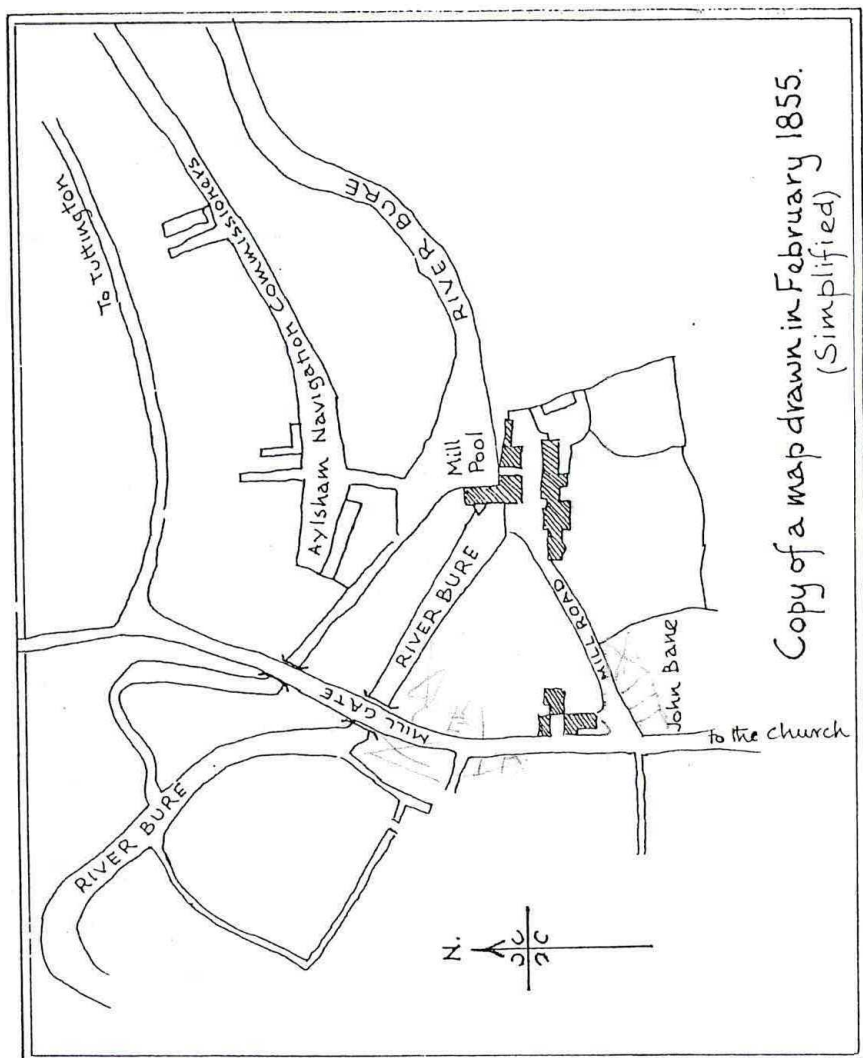 To Tuttington
Aylsham Navigation Commissioners
RIVER BURE
Mill
Pool
RIVER BURE
MILL GATE
MILL ROAD
RIVER BURE
John Bane
to the church
N.
Copy of a map drawn in February 1855.
(Simplified)